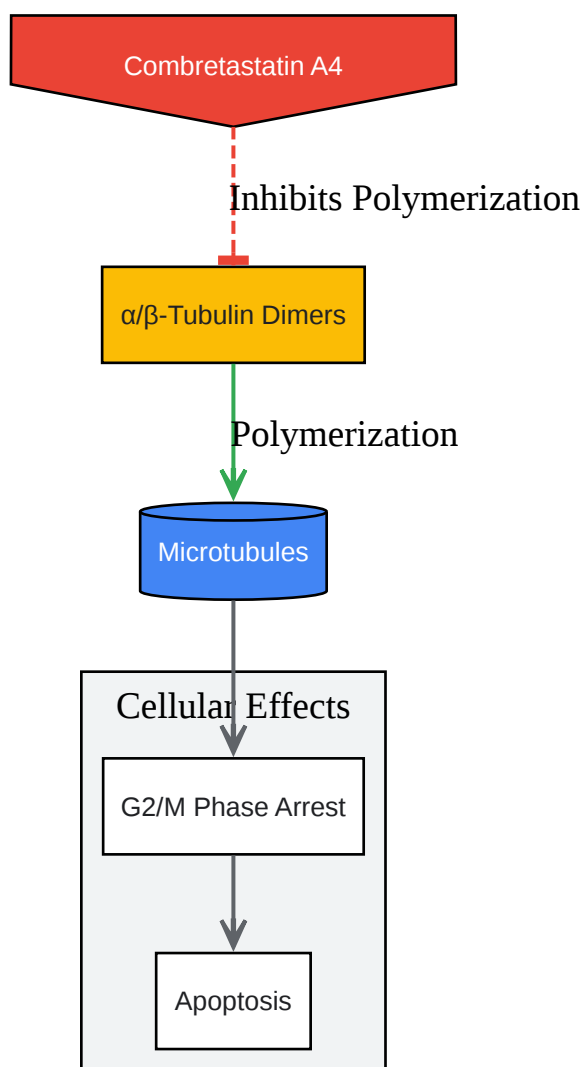 Combretastatin A4
Inhibits Polymerization
α/β-Tubulin Dimers
Polymerization
Microtubules
Cellular Effects
G2/M Phase Arrest
Apoptosis